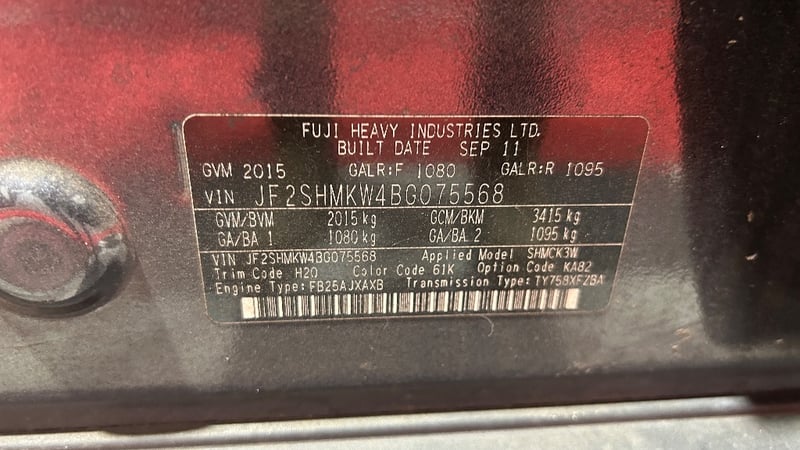 FUJI HEAVY INDUSTRIES LTD.
BUILT DATE SEP 11
GVM 2015 GALR:F 1080 GALR:R 1095
VIN JF2SHMKW4BG075568
GVM/BVM 2015 kg GCM/BKM 3415 kg
GA/BA 1 1080 kg GA/BA 2 1095 kg
VIN JF2SHMKW4BG075568 Applied Model SHMCK3W
Trim Code H20 Color Code 61K Option Code KA82
Engine Type:FB25AJXAXB Transmission Type:TY758XFZBA